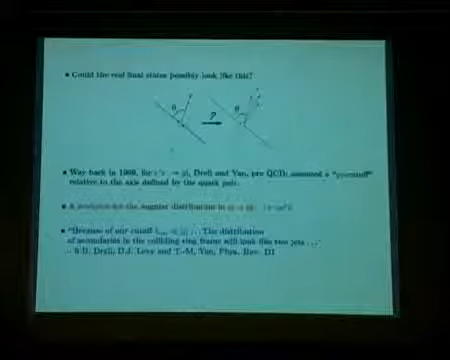 • Could the real final states possibly look like this?
θ ? θ
• Way back in 1969, for Drell and Yan, pre QCD, assumed a
relative to the axis defined by the quark pair.
• A prediction for the angular distribution in
• "Because of our cutoff ... The distribution
of secondaries in the colliding ring frame will look like two jets ...
– S.D. Drell, D.J. Levy and T.-M. Yan, Phys. Rev. D1